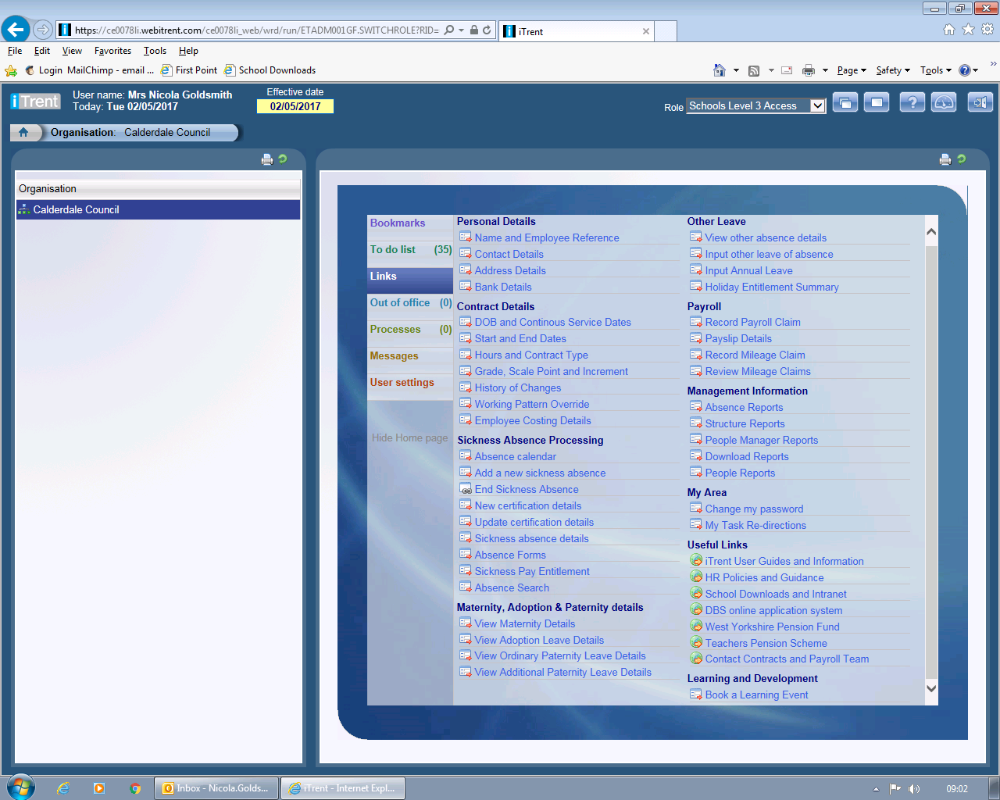 https://ce0078li.webitrent.com/ce0078li_web/wrd/run/ETADM001GF.SWITCHROLE?RID=
iTrent
File Edit View Favorites Tools Help
Login MailChimp - email ... First Point School Downloads
Page Safety Tools
iTrent
User name: Mrs Nicola Goldsmith
Today: Tue 02/05/2017
Effective date
02/05/2017
Role Schools Level 3 Access
Organisation: Calderdale Council
Organisation
Calderdale Council
Bookmarks
To do list (35)
Links
Out of office (0)
Processes (0)
Messages
User settings
Hide Home page
Personal Details
Name and Employee Reference
Contact Details
Address Details
Bank Details
Contract Details
DOB and Continous Service Dates
Start and End Dates
Hours and Contract Type
Grade, Scale Point and Increment
History of Changes
Working Pattern Override
Employee Costing Details
Sickness Absence Processing
Absence calendar
Add a new sickness absence
End Sickness Absence
New certification details
Update certification details
Sickness absence details
Absence Forms
Sickness Pay Entitlement
Absence Search
Maternity, Adoption & Paternity details
View Maternity Details
View Adoption Leave Details
View Ordinary Paternity Leave Details
View Additional Paternity Leave Details
Other Leave
View other absence details
Input other leave of absence
Input Annual Leave
Holiday Entitlement Summary
Payroll
Record Payroll Claim
Payslip Details
Record Mileage Claim
Review Mileage Claims
Management Information
Absence Reports
Structure Reports
People Manager Reports
Download Reports
People Reports
My Area
Change my password
My Task Re-directions
Useful Links
iTrent User Guides and Information
HR Policies and Guidance
School Downloads and Intranet
DBS online application system
West Yorkshire Pension Fund
Teachers Pension Scheme
Contact Contracts and Payroll Team
Learning and Development
Book a Learning Event
Inbox - Nicola.Golds...
iTrent - Internet Expl...
09:02